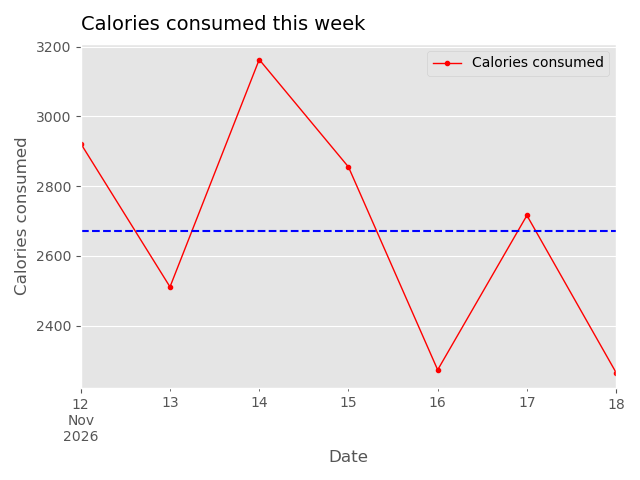 Calories consumed this week
3200
Calories consumed
3000
2800
2600
2400
Calories consumed
12
Nov
2026
13
14
15
16
17
18
Date